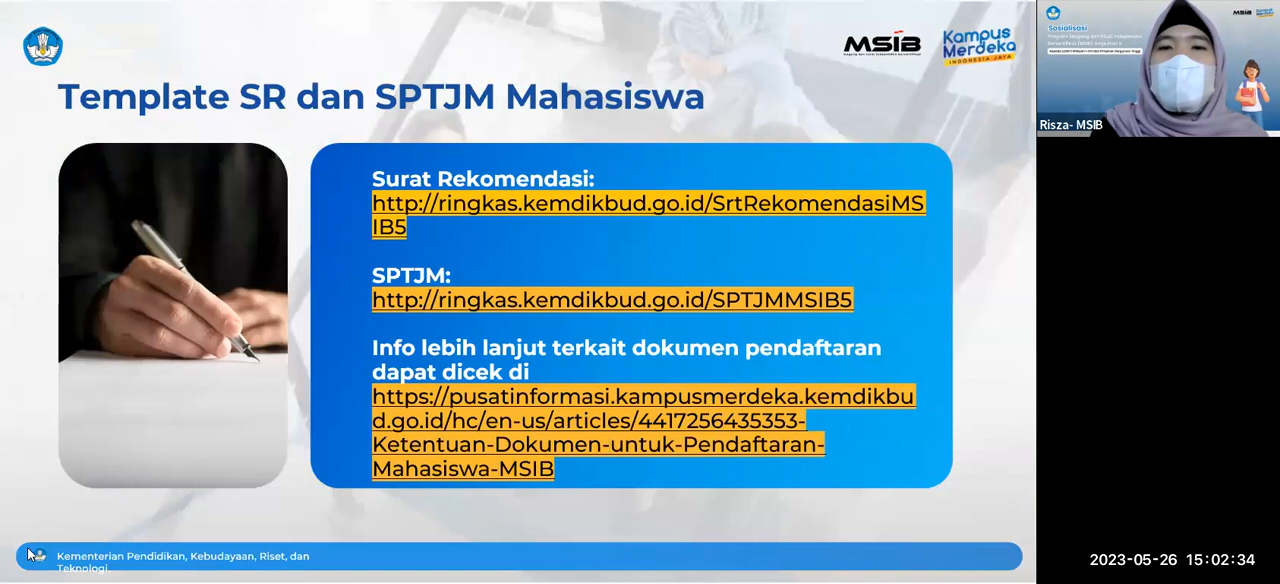 MSIB
Kampus
Merdeka
INDONESIA JAYA
Template SR dan SPTJM Mahasiswa
Surat Rekomendasi:
http://ringkas.kemdikbud.go.id/SrtRekomendasiMS
IB5
SPTJM:
http://ringkas.kemdikbud.go.id/SPTJMMSIB5
Info lebih lanjut terkait dokumen pendaftaran
dapat dicek di
https://pusatinformasi.kampusmerdeka.kemdikbu
d.go.id/hc/en-us/articles/4417256435353-
Ketentuan-Dokumen-untuk-Pendaftaran-
Mahasiswa-MSIB
Kementerian Pendidikan, Kebudayaan, Riset, dan
Teknologi
Sosialisasi
MSIB
Risza- MSIB
2023-05-26 15:02:34